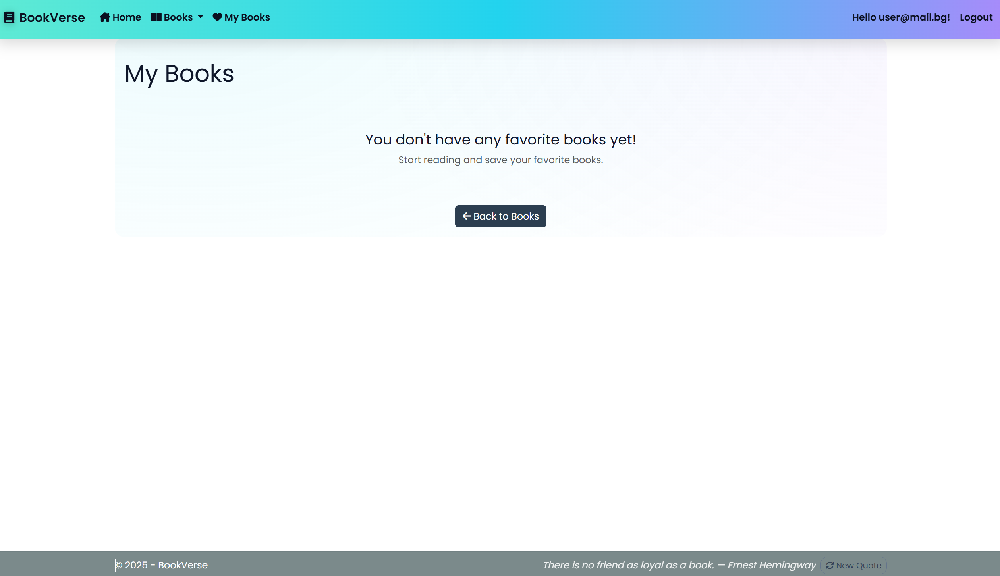 BookVerse Home Books My Books Hello user@mail.bg! Logout
My Books
You don't have any favorite books yet!
Start reading and save your favorite books.
Back to Books
© 2025 - BookVerse There is no friend as loyal as a book. — Ernest Hemingway New Quote